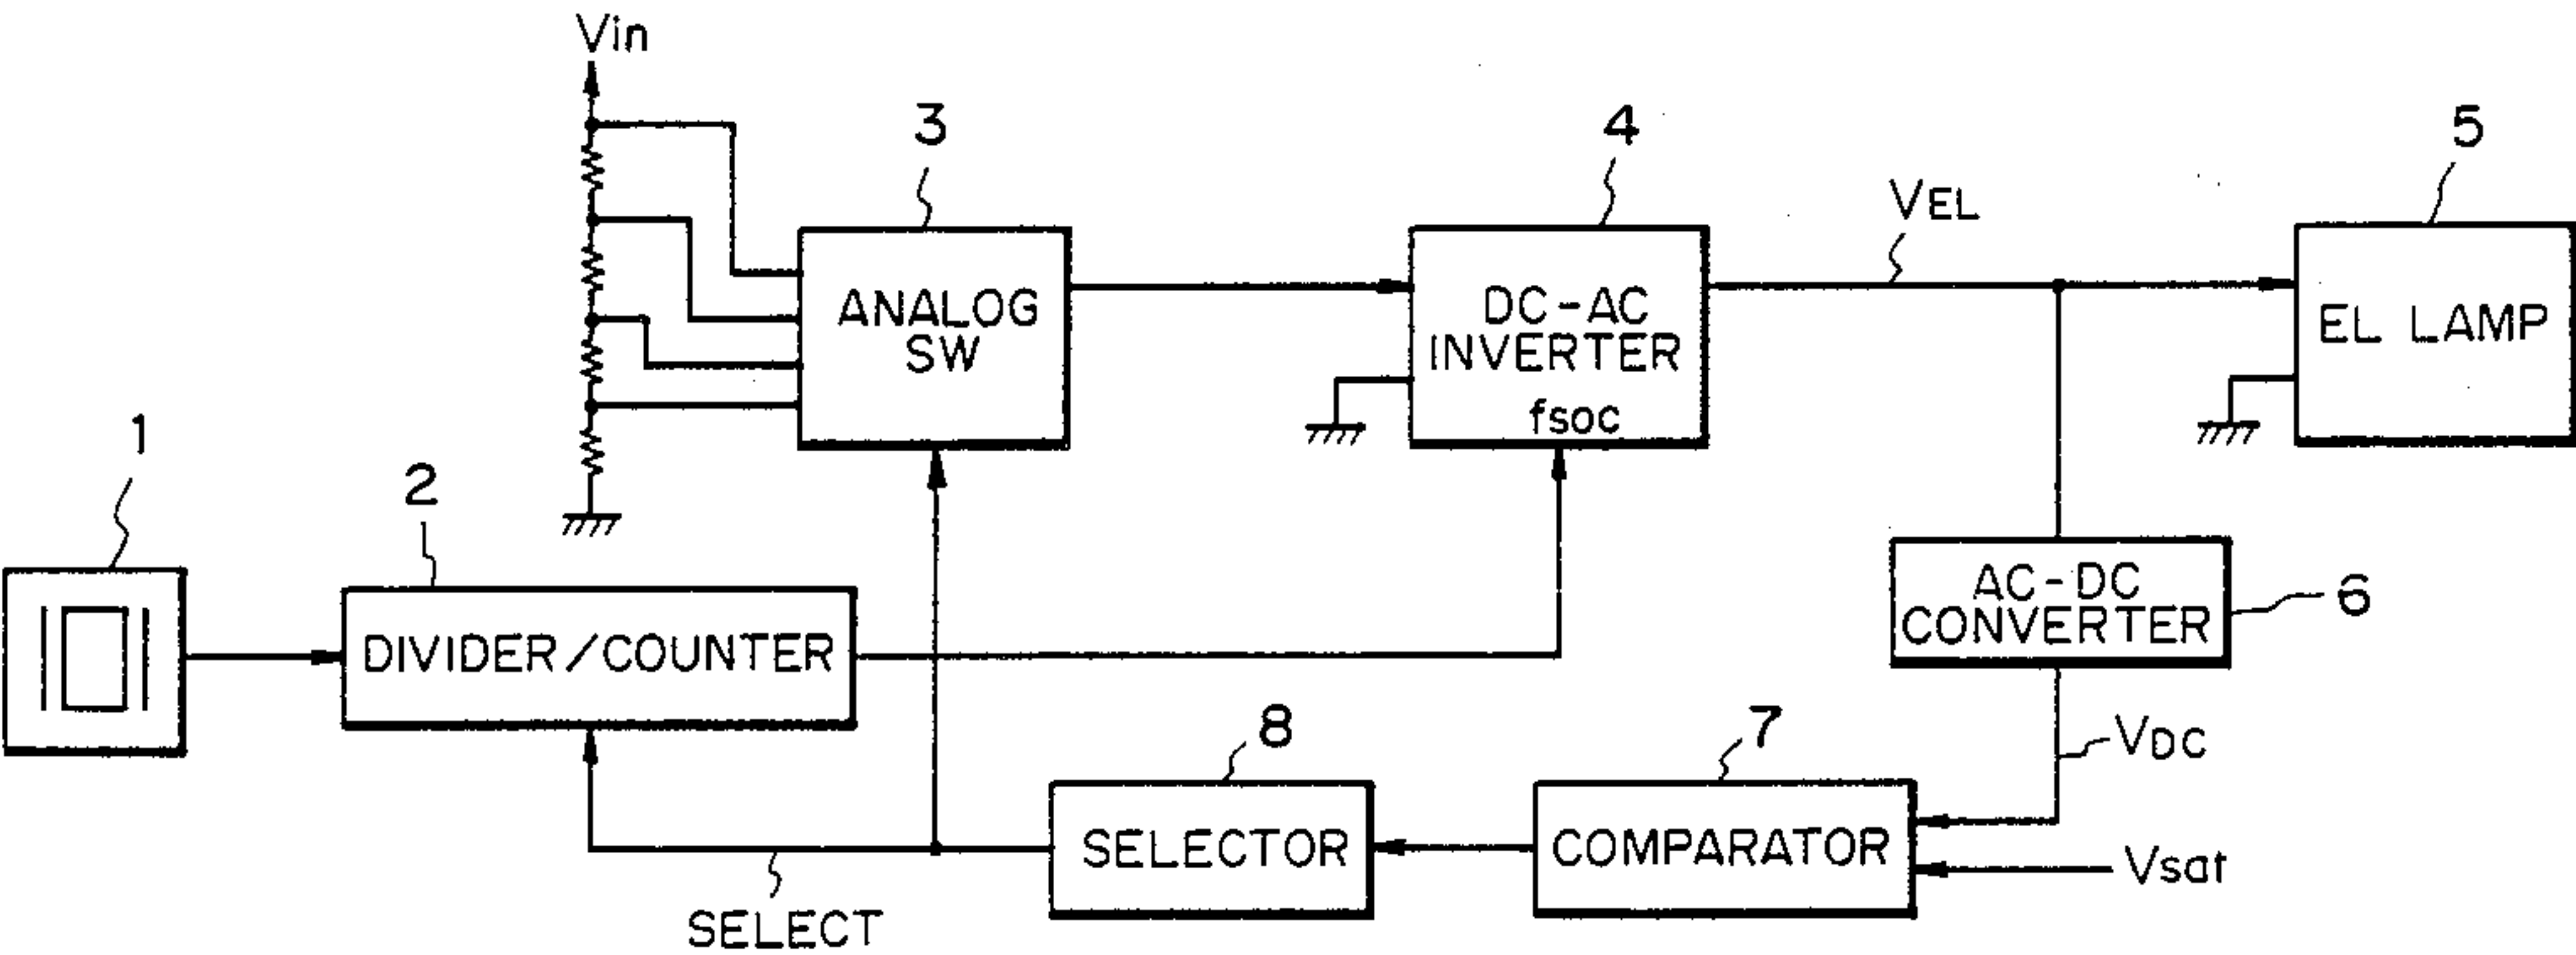 Vin
3
4
5
VEL
ANALOG
SW
DC-AC
INVERTER
fsoc
EL LAMP
1
2
DIVIDER/COUNTER
AC-DC
CONVERTER
6
8
7
VDC
SELECTOR
COMPARATOR
Vsat
SELECT